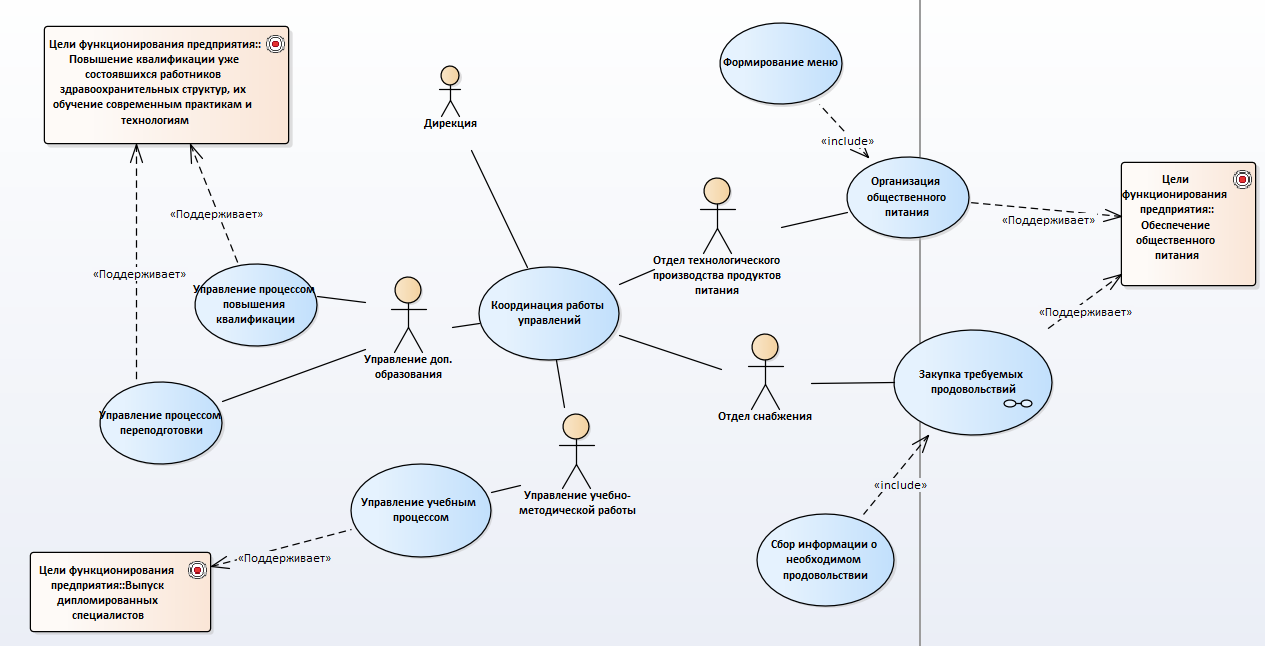 Цели функционирования предприятия::
Повышение квалификации уже
состоявшихся работников
здравоохранительных структур, их
обучение современным практикам и
технологиям
Дирекция
Формирование меню
«include»
Организация
общественного
питания
Цели
функционирования
предприятия::
Обеспечение
общественного
питания
«Поддерживает»
«Поддерживает»
Отдел технологического
производства продуктов
питания
«Поддерживает»
Управление процессом
повышения
квалификации
Координация работы
управлений
«Поддерживает»
Управление доп.
образования
Закупка требуемых
продовольствий
Отдел снабжения
Управление процессом
переподготовки
«include»
Управление учебно-
методической работы
Управление учебным
процессом
Сбор информации о
необходимом
продовольствии
«Поддерживает»
Цели функционирования
предприятия::Выпуск
дипломированных
специалистов